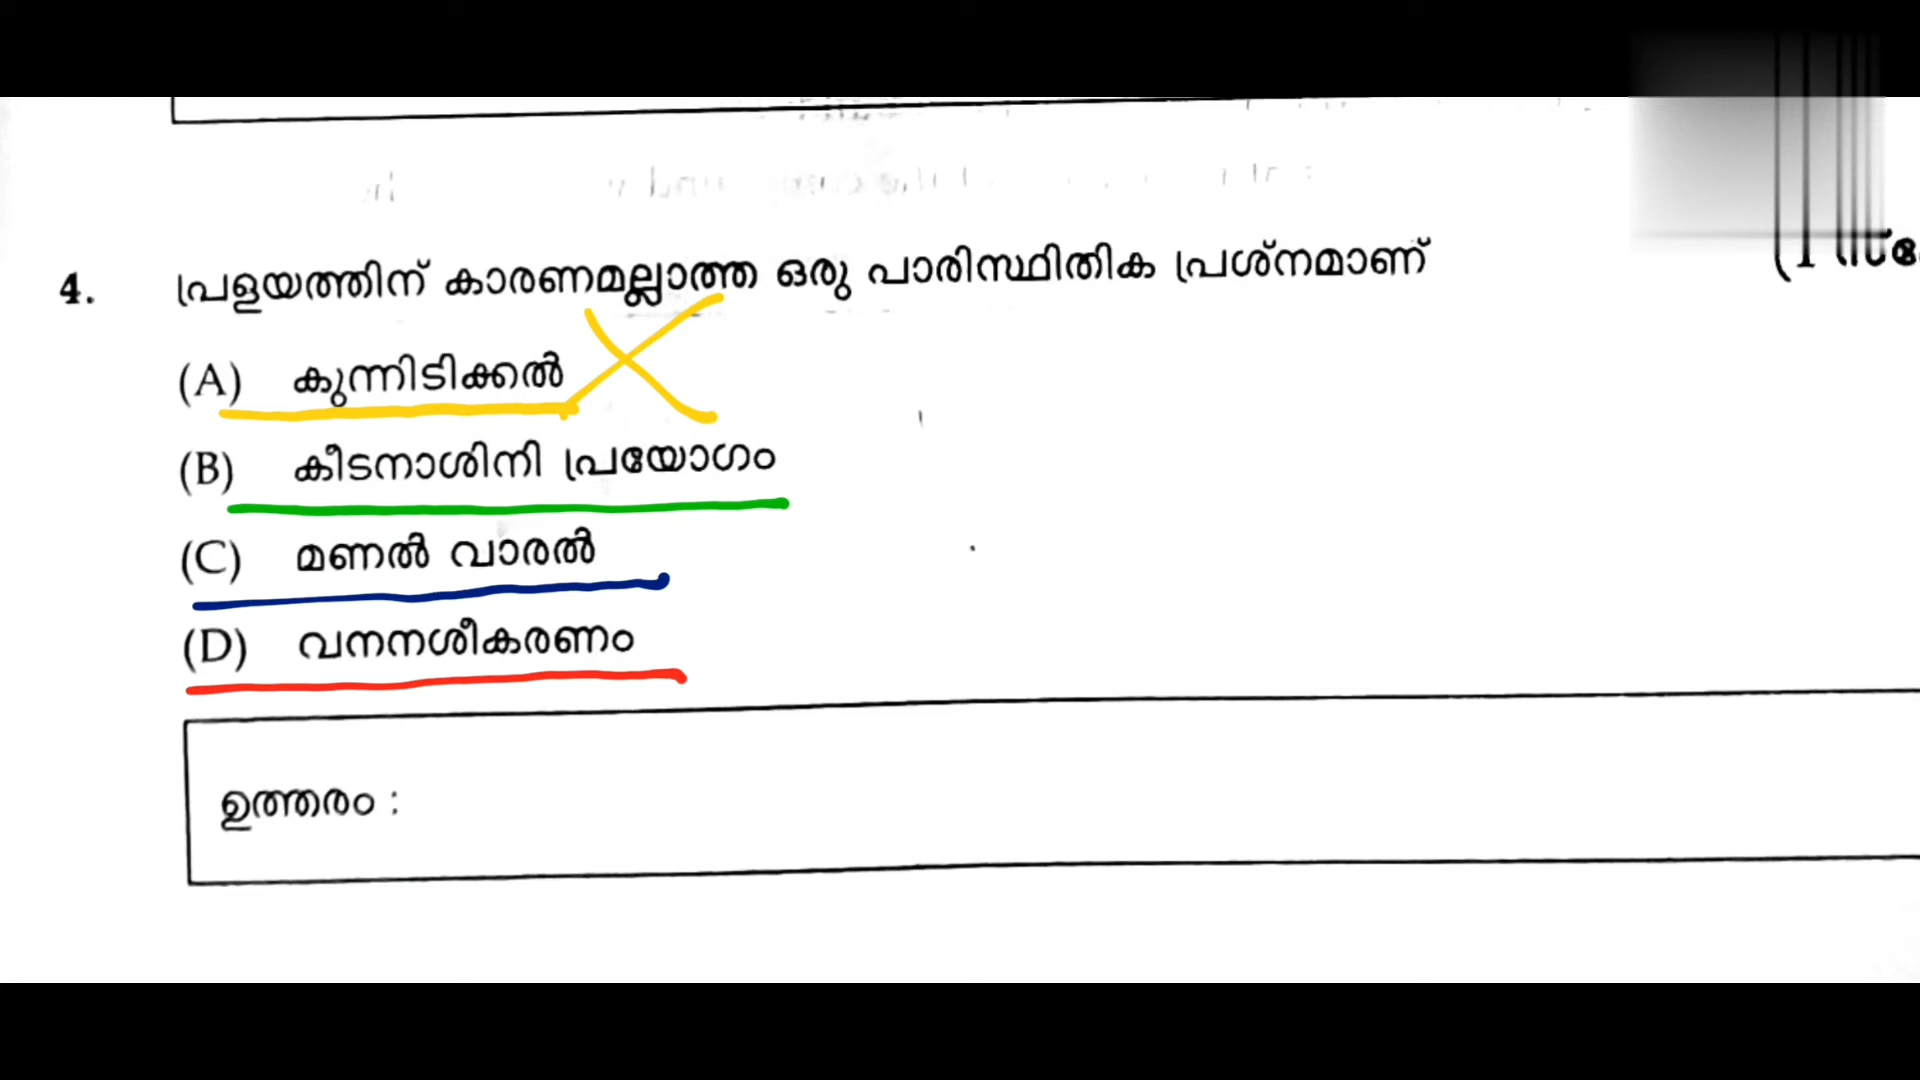 4. പ്രളയത്തിന് കാരണമല്ലാത്ത ഒരു പാരിസ്ഥിതിക പ്രശ്നമാണ്
(A) കുന്നിടിക്കൽ
(B) കീടനാശിനി പ്രയോഗം
(C) മണൽ വാരൽ
(D) വനനശീകരണം
ഉത്തരം :